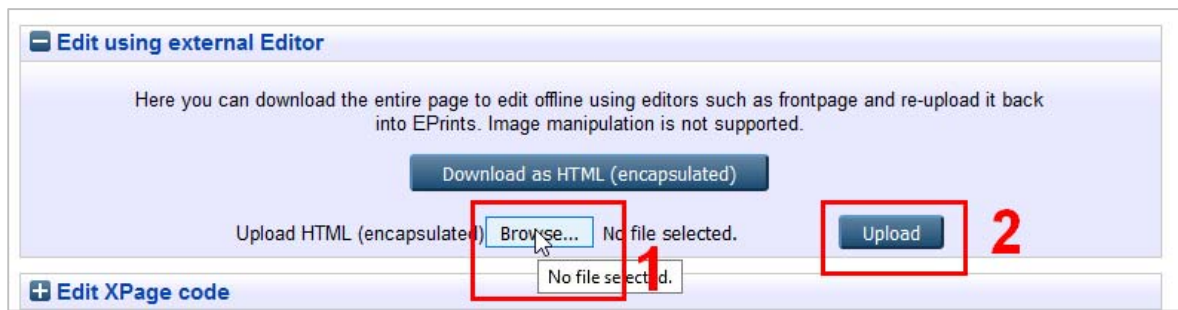 Edit using external Editor
Here you can download the entire page to edit offline using editors such as frontpage and re-upload it back
into EPrints. Image manipulation is not supported.
Download as HTML (encapsulated)
Upload HTML (encapsulated) Browse... No file selected. Upload 2
No file selected. 1
Edit XPage code